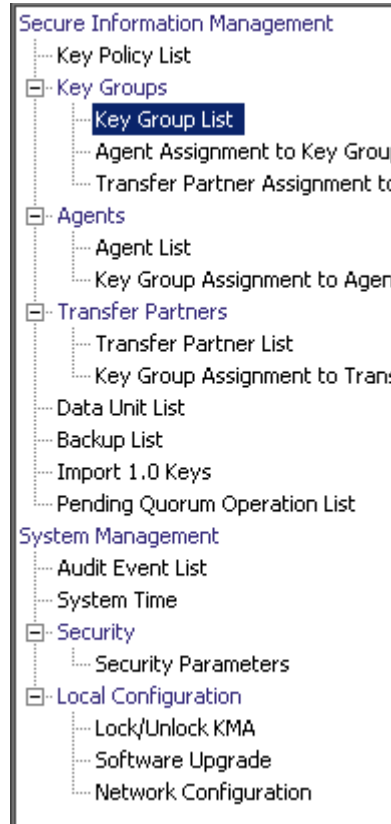 Secure Information Management
Key Policy List
Key Groups
Key Group List
Agent Assignment to Key Grou
Transfer Partner Assignment to
Agents
Agent List
Key Group Assignment to Agen
Transfer Partners
Transfer Partner List
Key Group Assignment to Trans
Data Unit List
Backup List
Import 1.0 Keys
Pending Quorum Operation List
System Management
Audit Event List
System Time
Security
Security Parameters
Local Configuration
Lock/Unlock KMA
Software Upgrade
Network Configuration